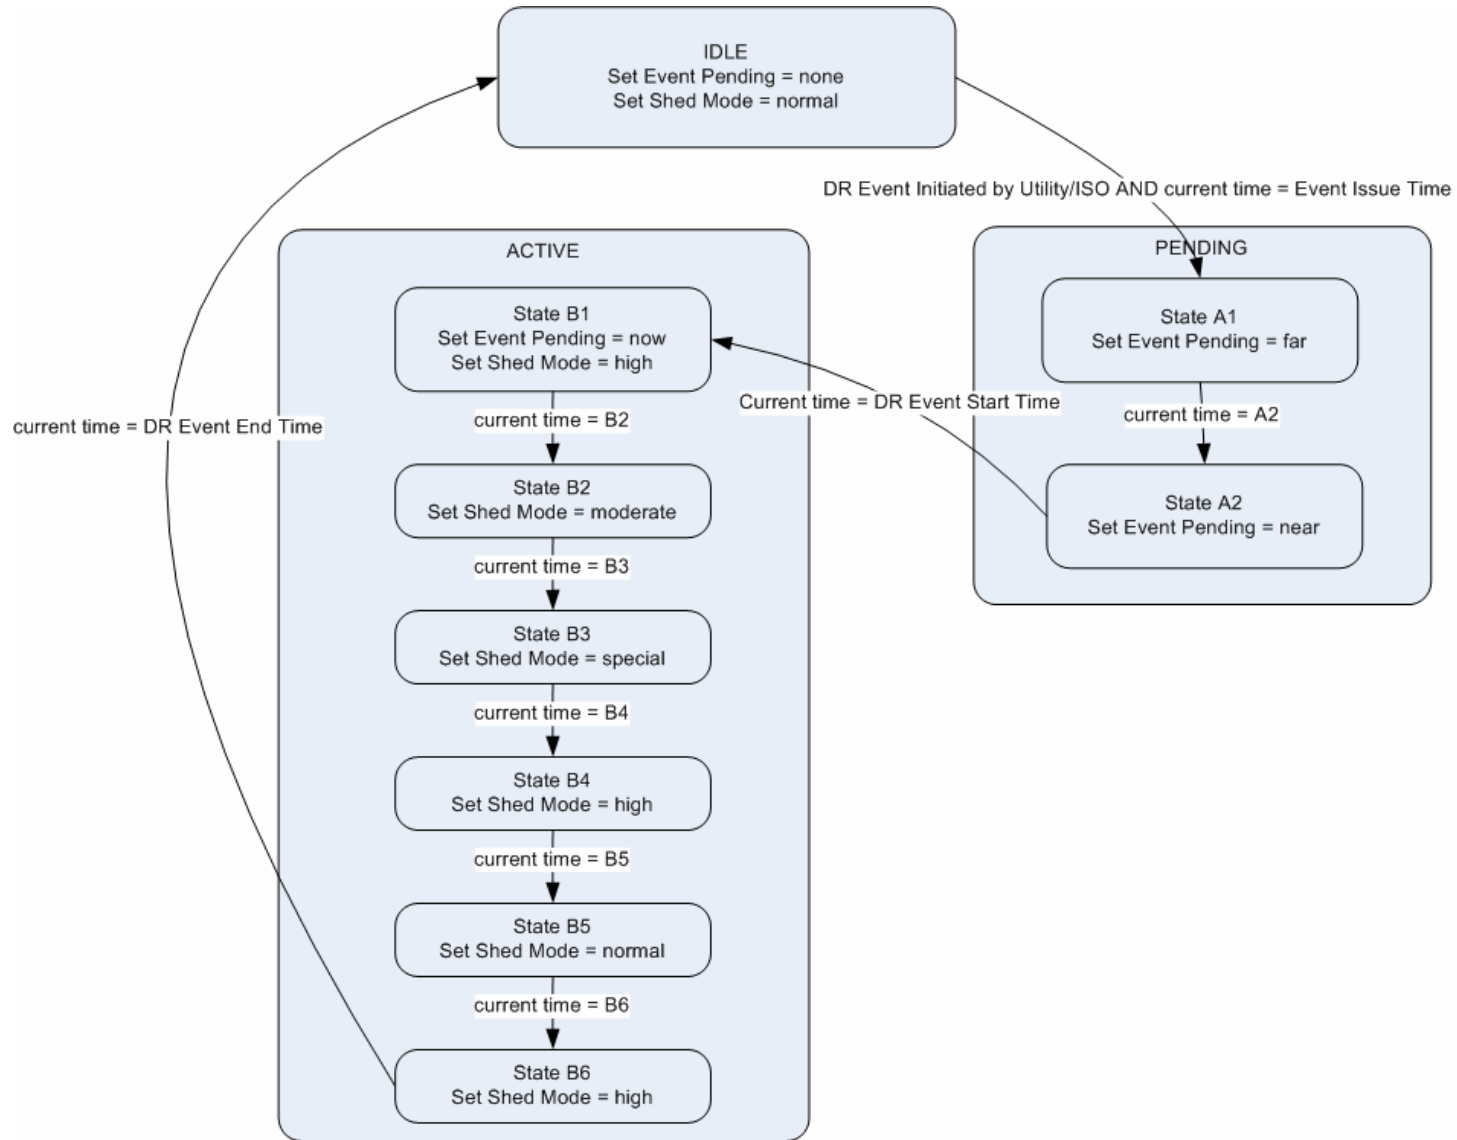 IDLE
Set Event Pending = none
Set Shed Mode = normal
DR Event Initiated by Utility/ISO AND current time = Event Issue Time
PENDING
State A1
Set Event Pending = far
current time = A2
State A2
Set Event Pending = near
Current time = DR Event Start Time
ACTIVE
State B1
Set Event Pending = now
Set Shed Mode = high
current time = B2
State B2
Set Shed Mode = moderate
current time = B3
State B3
Set Shed Mode = special
current time = B4
State B4
Set Shed Mode = high
current time = B5
State B5
Set Shed Mode = normal
current time = B6
State B6
Set Shed Mode = high
current time = DR Event End Time